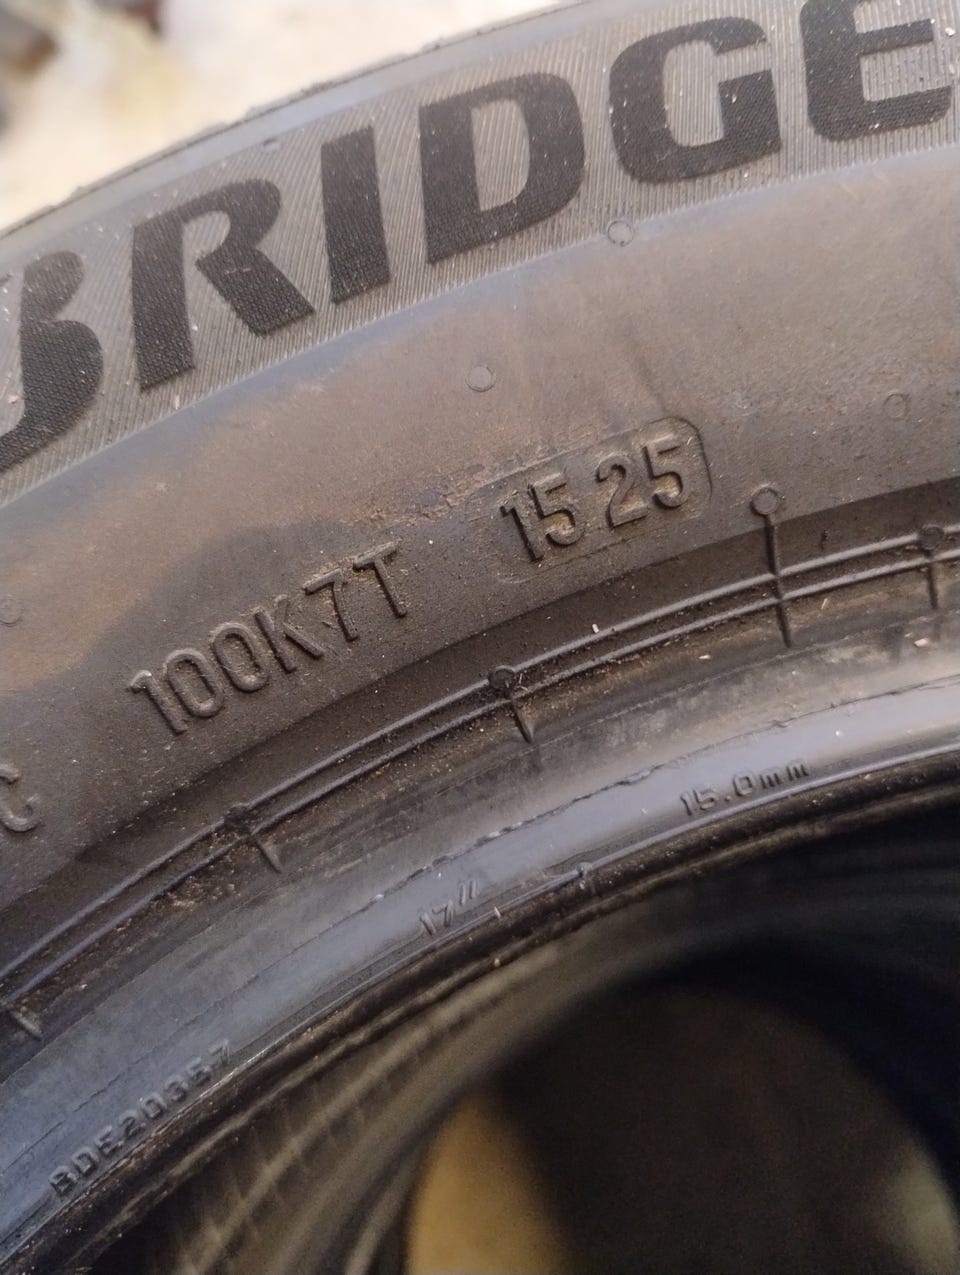 BRIDGE
100K7T 1525
C
15.0mm
17"
BDE20357